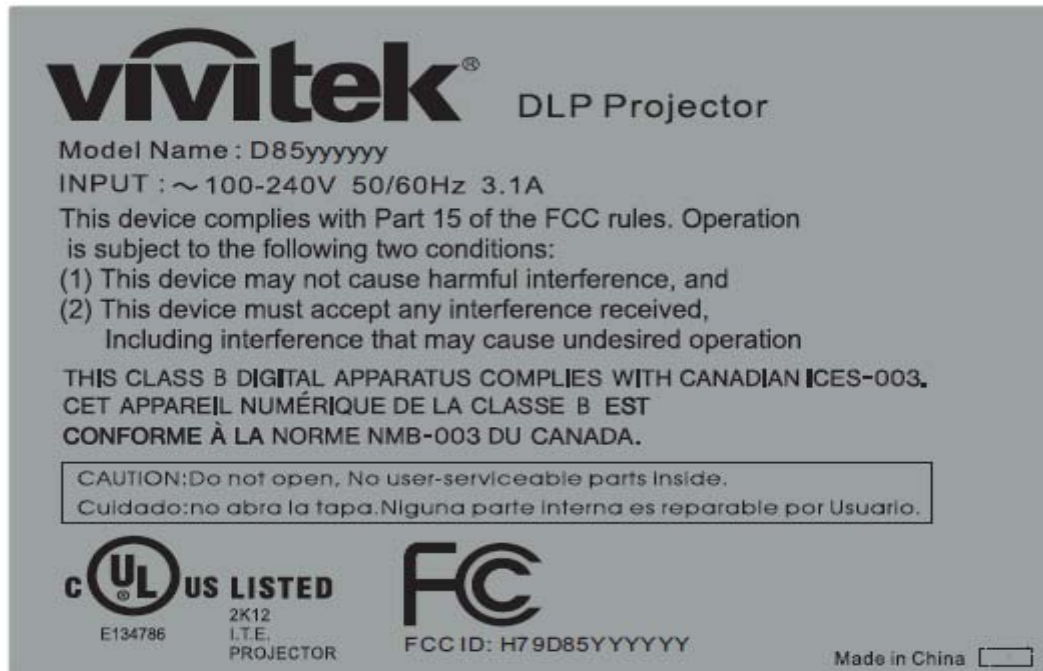 vivitek® DLP Projector
Model Name : D85yyyyyy
INPUT : ~ 100-240V 50/60Hz 3.1A
This device complies with Part 15 of the FCC rules. Operation
is subject to the following two conditions:
(1) This device may not cause harmful interference, and
(2) This device must accept any interference received,
Including interference that may cause undesired operation
THIS CLASS B DIGITAL APPARATUS COMPLIES WITH CANADIAN ICES-003.
CET APPAREIL NUMÉRIQUE DE LA CLASSE B EST
CONFORME À LA NORME NMB-003 DU CANADA.
CAUTION:Do not open, No user-serviceable parts inside.
Cuidado:no abra la tapa.Niguna parte interna es reparable por Usuario.
C UL® US LISTED
E134786
2K12
I.T.E.
PROJECTOR
FC
FCC ID: H79D85YYYYYY
Made in China